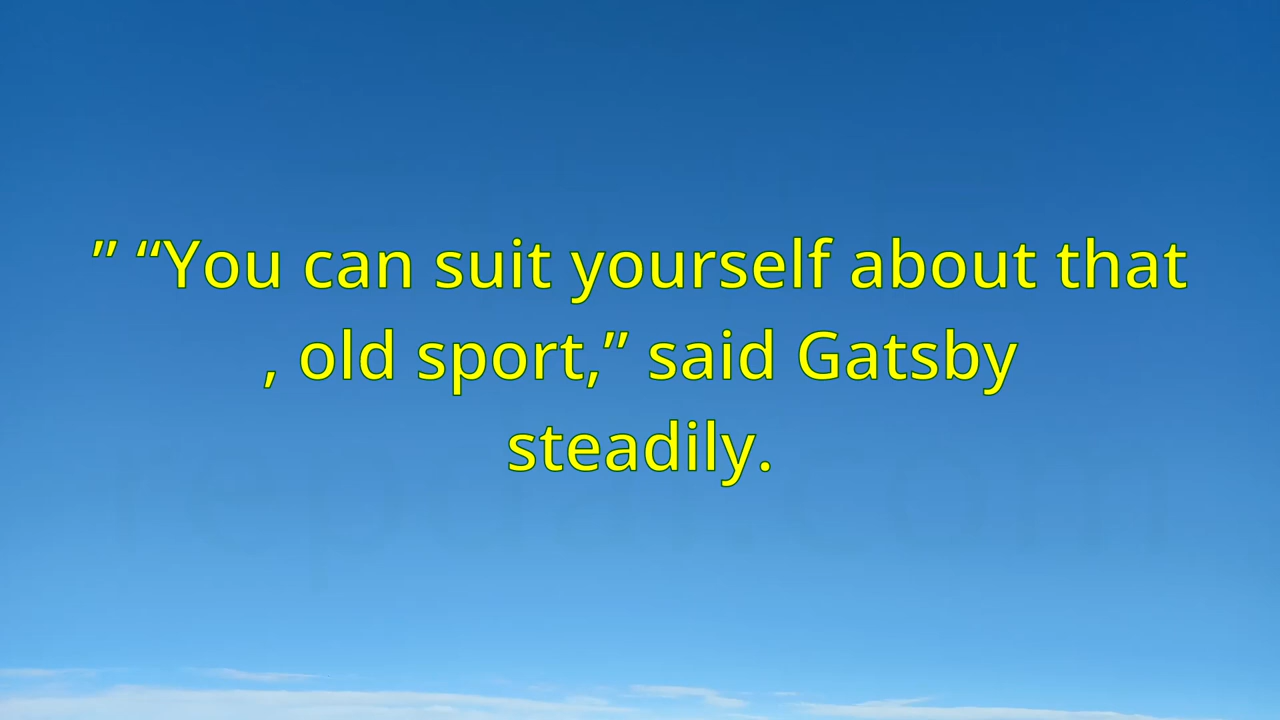 ” “You can suit yourself about that
, old sport,” said Gatsby
steadily.